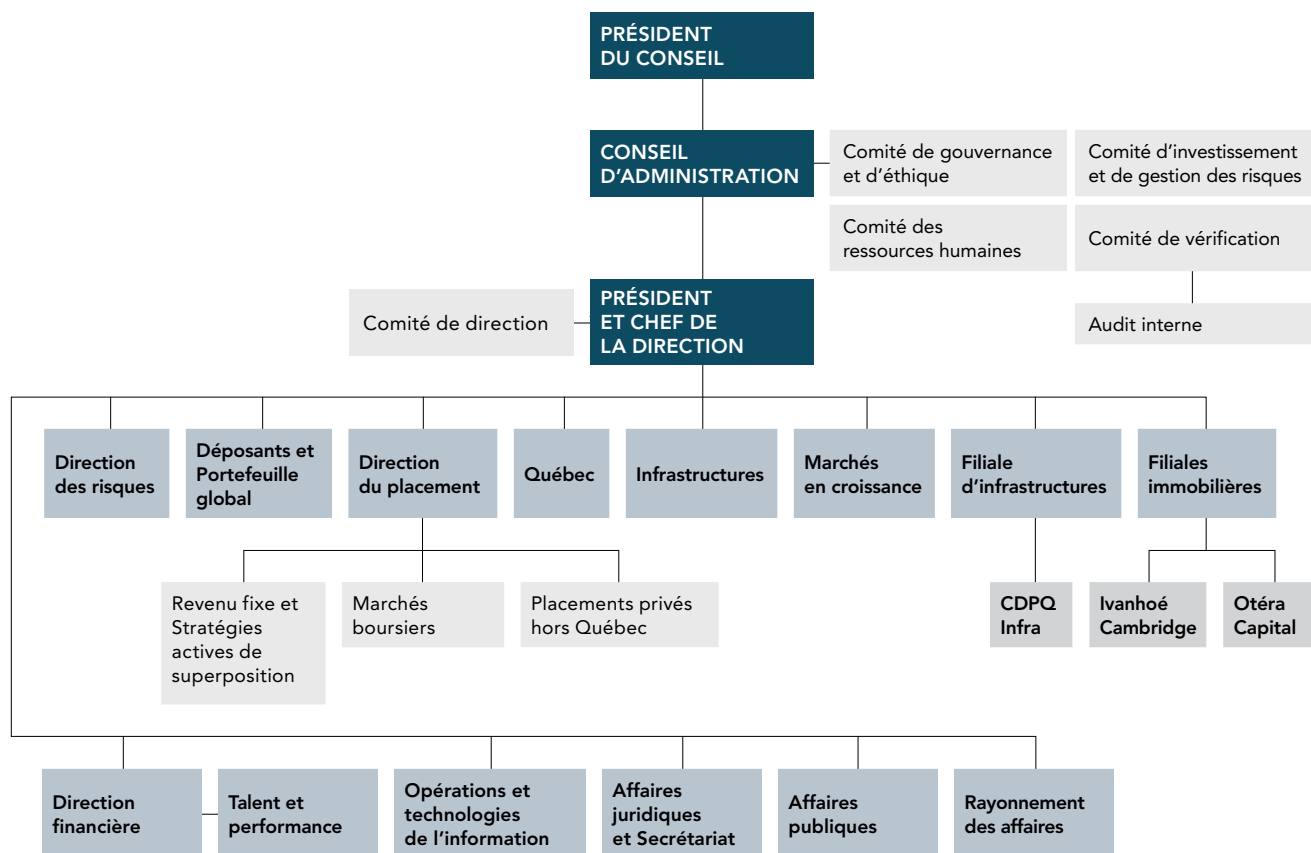 PRÉSIDENT
DU CONSEIL
CONSEIL
D'ADMINISTRATION
Comité de gouvernance
et d'éthique
Comité d'investissement
et de gestion des risques
Comité des
ressources humaines
Comité de vérification
Audit interne
Comité de direction
PRÉSIDENT
ET CHEF DE
LA DIRECTION
Direction
des risques
Déposants et
Portefeuille
global
Direction
du placement
Québec
Infrastructures
Marchés
en croissance
Filiale
d'infrastructures
Filiales
immobilières
Revenu fixe et
Stratégies
actives de
superposition
Marchés
boursiers
Placements privés
hors Québec
CDPQ
Infra
Ivanhoé
Cambridge
Otéra
Capital
Direction
financière
Talent et
performance
Opérations et
technologies
de l'information
Affaires
juridiques
et Secrétariat
Affaires
publiques
Rayonnement
des affaires